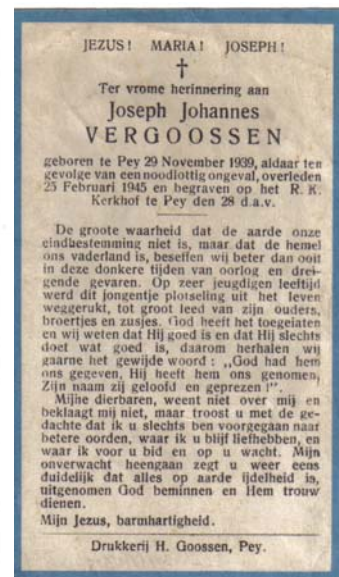 JEZUS! MARIA! JOSEPH!
†
Ter vrome herinnering aan
Joseph Johannes
VERGOOSSEN
geboren te Pey 29 November 1939, aldaar ten
gevolge van een noodlottig ongeval, overleden
25 Februari 1945 en begraven op het R. K.
Kerkhof te Pey den 28 d.a.v.
De groote waarheid dat de aarde onze
eindbestemming niet is, maar dat de hemel
ons vaderland is, beseffen wij beter dan ooit
in deze donkere tijden van oorlog en drei-
gende gevaren. Op zeer jeugdigen leeftijd
werd dit jongentje plotseling uit het leven
weggerukt, tot groot leed van zijn ouders,
broertjes en zusjes. God heeft het toegelaten
en wij weten dat Hij goed is en dat Hij slechts
doet wat goed is, daarom herhalen wij
gaarne het gewijde woord: „God had hem
ons gegeven, Hij heeft hem ons genomen,
Zijn naam zij geloofd en geprezen!".
Mijne dierbaren, weent niet over mij en
beklaagt mij niet, maar troost u met de ge-
dachte dat ik u slechts ben voorgegaan naar
betere oorden, waar ik u blijf liefhebben, en
waar ik voor u bid en op u wacht. Mijn
onverwacht heengaan zegt u weer eens
duidelijk dat alles op aarde ijdelheid is,
uitgenomen God beminnen en Hem trouw
dienen.
Mijn Jezus, barmhartigheid.
Drukkerij H. Goossen, Pey.